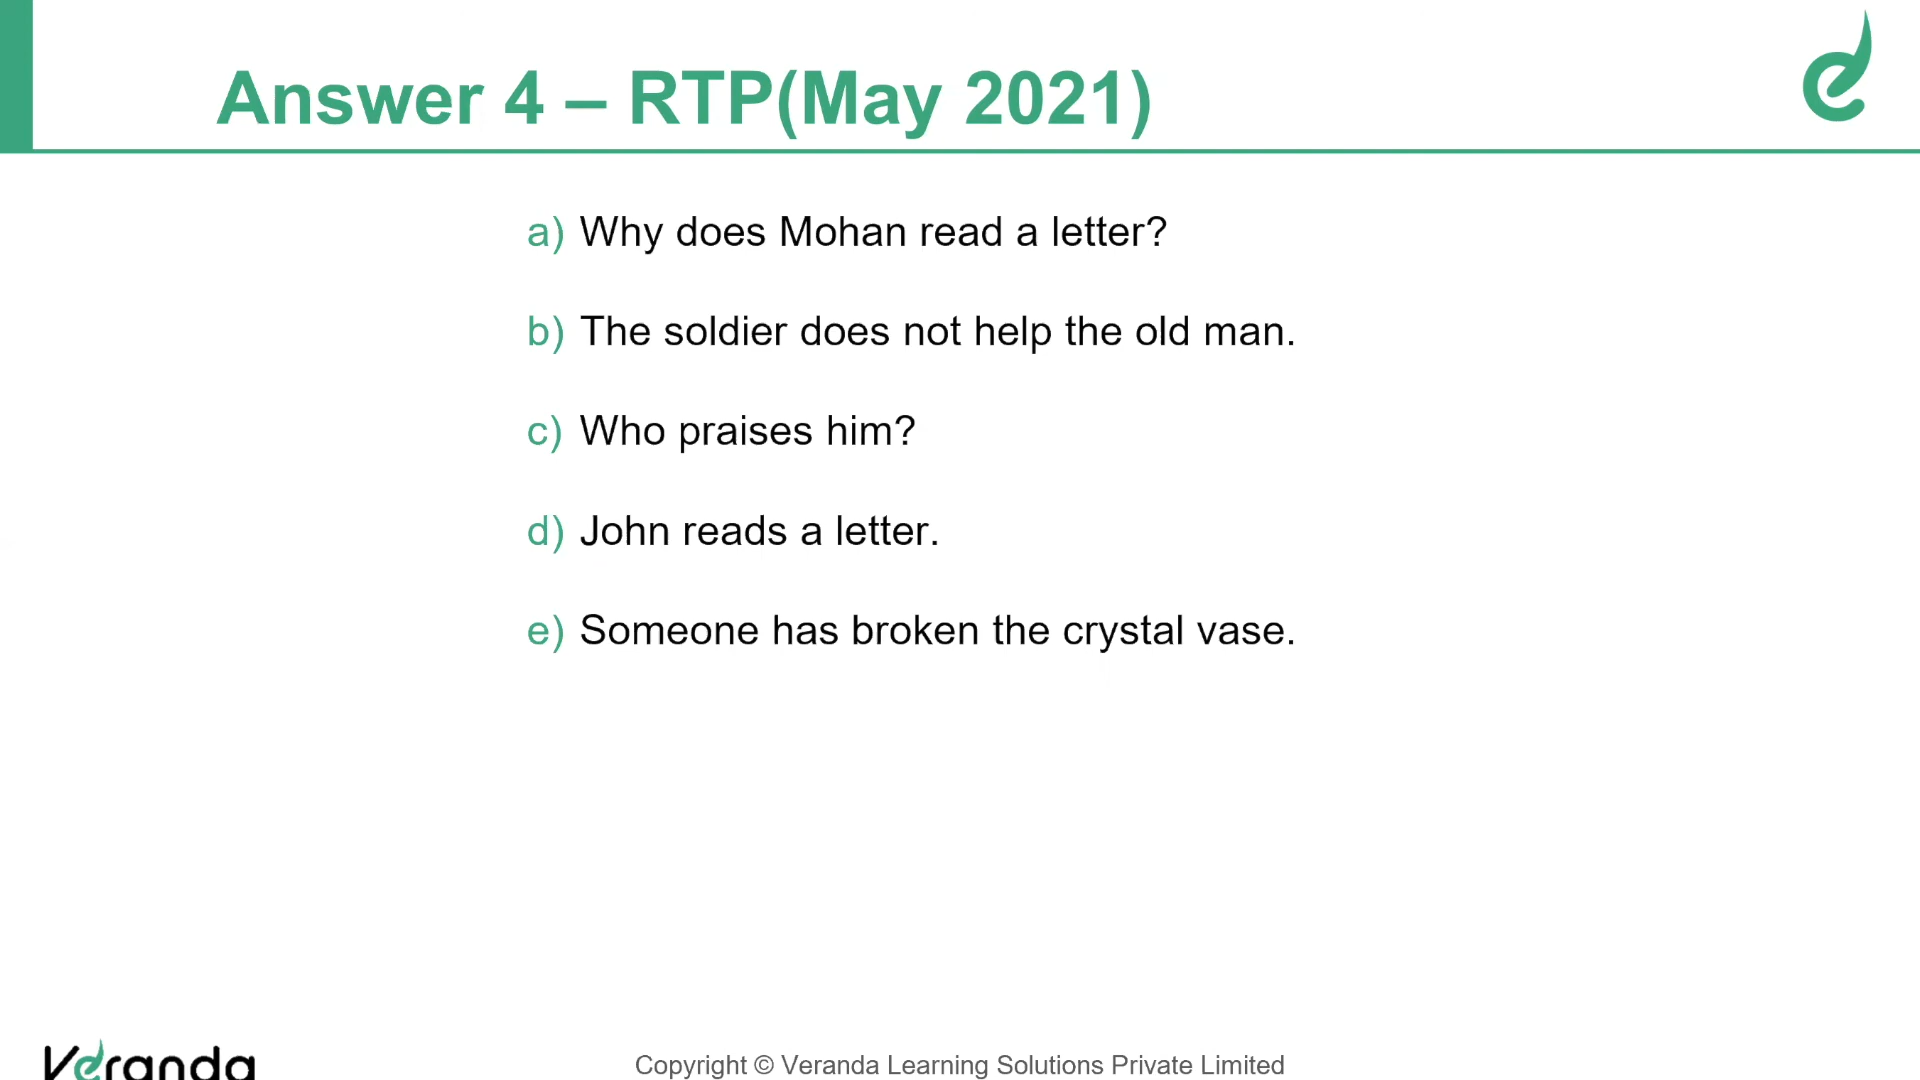 Answer 4 – RTP(May 2021)
a) Why does Mohan read a letter?
b) The soldier does not help the old man.
c) Who praises him?
d) John reads a letter.
e) Someone has broken the crystal vase.
Veranda
Copyright © Veranda Learning Solutions Private Limited